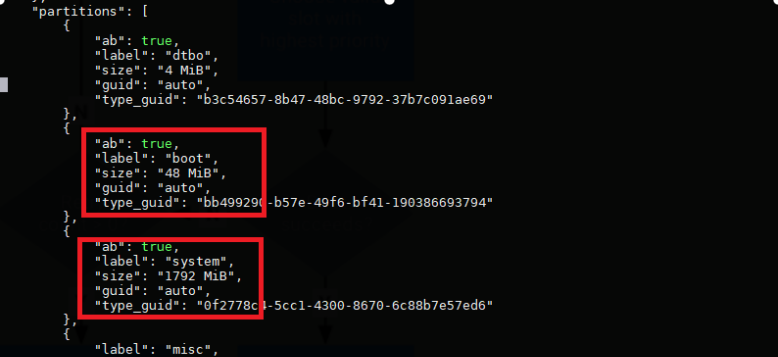 "partitions": [
{
"ab": true,
"label": "dtbo",
"size": "4 MiB",
"guid": "auto",
"type_guid": "b3c54657-8b47-48bc-9792-37b7c091ae69"
},
{
"ab": true,
"label": "boot",
"size": "48 MiB",
"guid": "auto",
"type_guid": "bb499290-b57e-49f6-bf41-190386693794"
},
{
"ab": true,
"label": "system",
"size": "1792 MiB",
"guid": "auto",
"type_guid": "0f2778c4-5cc1-4300-8670-6c88b7e57ed6"
},
{
"label": "misc",